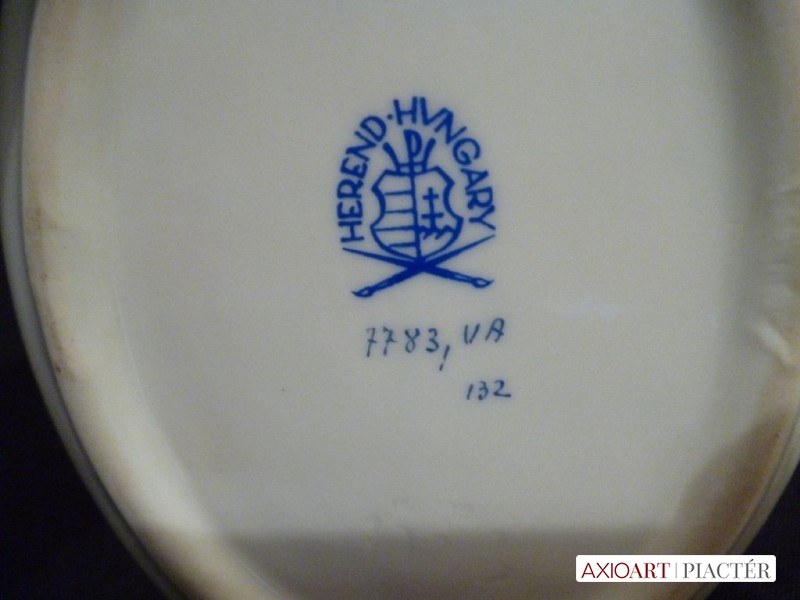 HEREND · HVNGARY
7783, VA
132
AXIOART | PIACTÉR